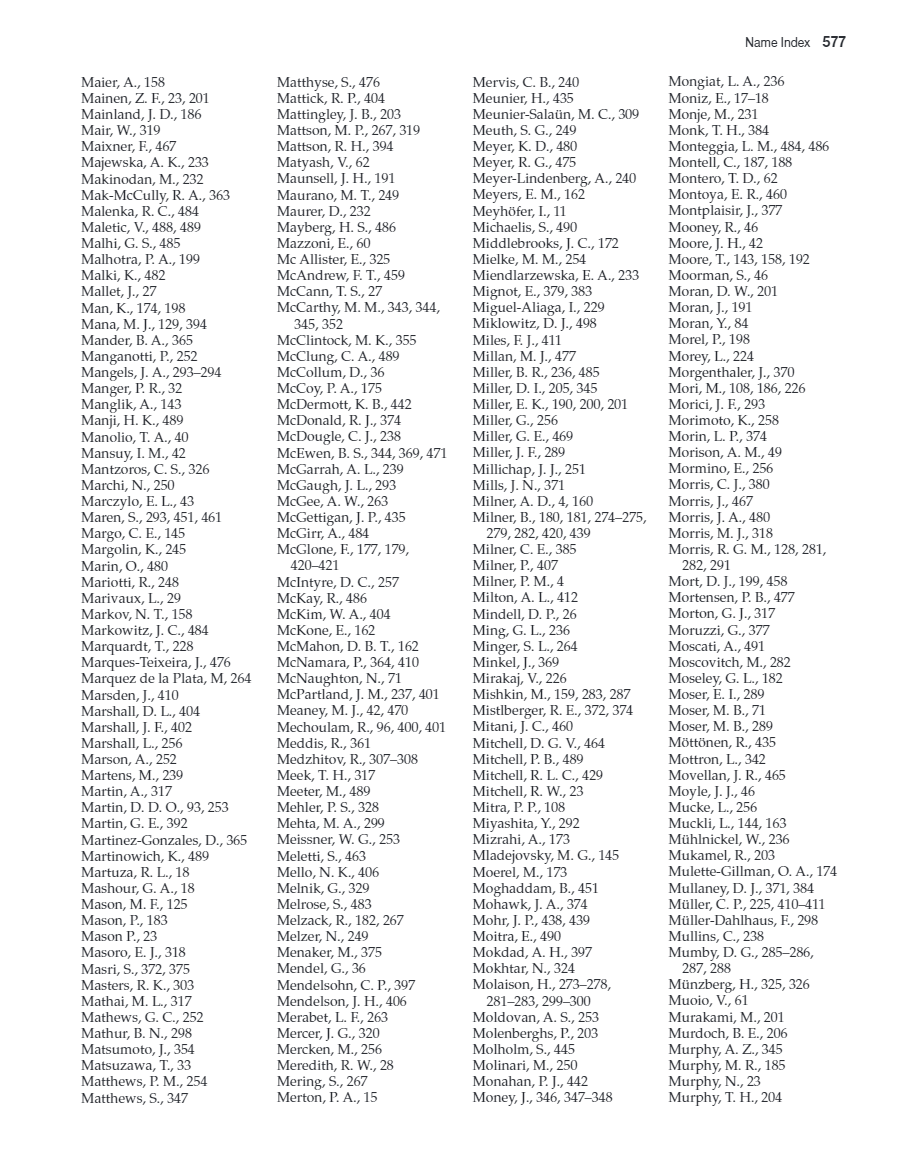 Name Index 577
Maier, A., 158
Mainen, Z. F., 23, 201
Mainland, J. D., 186
Mair, W., 319
Maixner, F., 467
Majewska, A. K., 233
Makinodan, M., 232
Mak-McCully, R. A., 363
Malenka, R. C., 484
Maletic, V., 488, 489
Malhi, G. S., 485
Malhotra, P. A., 199
Malki, K., 482
Mallet, J., 27
Man, K., 174, 198
Mana, M. J., 129, 394
Mander, B. A., 365
Manganotti, P., 252
Mangels, J. A., 293–294
Manger, P. R., 32
Manglik, A., 143
Manji, H. K., 489
Manolio, T. A., 40
Mansuy, I. M., 42
Mantzoros, C. S., 326
Marchi, N., 250
Marczylo, E. L., 43
Maren, S., 293, 451, 461
Margo, C. E., 145
Margolin, K., 245
Marin, O., 480
Mariotti, R., 248
Marivaux, L., 29
Markov, N. T., 158
Markowitz, J. C., 484
Marquardt, T., 228
Marques-Teixeira, J., 476
Marquez de la Plata, M, 264
Marsden, J., 410
Marshall, D. L., 404
Marshall, J. F., 402
Marshall, L., 256
Marson, A., 252
Martens, M., 239
Martin, A., 317
Martin, D. D. O., 93, 253
Martin, G. E., 392
Martinez-Gonzales, D., 365
Martinowich, K., 489
Martuza, R. L., 18
Mashour, G. A., 18
Mason, M. F., 125
Mason, P., 183
Mason P., 23
Masoro, E. J., 318
Masri, S., 372, 375
Masters, R. K., 303
Mathai, M. L., 317
Mathews, G. C., 252
Mathur, B. N., 298
Matsumoto, J., 354
Matsuzawa, T., 33
Matthews, P. M., 254
Matthews, S., 347
Matthyse, S., 476
Mattick, R. P., 404
Mattingley, J. B., 203
Mattson, M. P., 267, 319
Mattson, R. H., 394
Matyash, V., 62
Maunsell, J. H., 191
Maurano, M. T., 249
Maurer, D., 232
Mayberg, H. S., 486
Mazzoni, E., 60
Mc Allister, E., 325
McAndrew, F. T., 459
McCann, T. S., 27
McCarthy, M. M., 343, 344,
345, 352
McClintock, M. K., 355
McClung, C. A., 489
McCollum, D., 36
McCoy, P. A., 175
McDermott, K. B., 442
McDonald, R. J., 374
McDougle, C. J., 238
McEwen, B. S., 344, 369, 471
McGarrah, A. L., 239
McGaugh, J. L., 293
McGee, A. W., 263
McGettigan, J. P., 435
McGirr, A., 484
McGlone, F., 177, 179,
420–421
McIntyre, D. C., 257
McKay, R., 486
McKim, W. A., 404
McKone, E., 162
McMahon, D. B. T., 162
McNamara, P., 364, 410
McNaughton, N., 71
McPartland, J. M., 237, 401
Meaney, M. J., 42, 470
Mechoulam, R., 96, 400, 401
Meddis, R., 361
Medzhitov, R., 307–308
Meek, T. H., 317
Meeter, M., 489
Mehler, P. S., 328
Mehta, M. A., 299
Meissner, W. G., 253
Meletti, S., 463
Mello, N. K., 406
Melnik, G., 329
Melrose, S., 483
Melzack, R., 182, 267
Melzer, N., 249
Menaker, M., 375
Mendel, G., 36
Mendelsohn, C. P., 397
Mendelson, J. H., 406
Merabet, L. F., 263
Mercer, J. G., 320
Mercken, M., 256
Meredith, R. W., 28
Mering, S., 267
Merton, P. A., 15
Mervis, C. B., 240
Meunier, H., 435
Meunier-Salaün, M. C., 309
Meuth, S. G., 249
Meyer, K. D., 480
Meyer, R. G., 475
Meyer-Lindenberg, A., 240
Meyers, E. M., 162
Meyhöfer, I., 11
Michaelis, S., 490
Middlebrooks, J. C., 172
Mielke, M. M., 254
Miendlarzewska, E. A., 233
Mignot, E., 379, 383
Miguel-Aliaga, I., 229
Miklowitz, D. J., 498
Miles, F. J., 411
Millan, M. J., 477
Miller, B. R., 236, 485
Miller, D. I., 205, 345
Miller, E. K., 190, 200, 201
Miller, G., 256
Miller, G. E., 469
Miller, J. F., 289
Millichap, J. J., 251
Mills, J. N., 371
Milner, A. D., 4, 160
Milner, B., 180, 181, 274–275,
279, 282, 420, 439
Milner, C. E., 385
Milner, P., 407
Milner, P. M., 4
Milton, A. L., 412
Mindell, D. P., 26
Ming, G. L., 236
Minger, S. L., 264
Minkel, J., 369
Mirakaj, V., 226
Mishkin, M., 159, 283, 287
Mistlberger, R. E., 372, 374
Mitani, J. C., 460
Mitchell, D. G. V., 464
Mitchell, P. B., 489
Mitchell, R. L. C., 429
Mitchell, R. W., 23
Mitra, P. P., 108
Miyashita, Y., 292
Mizrahi, A., 173
Mladejovsky, M. G., 145
Moerel, M., 173
Moghaddam, B., 451
Mohawk, J. A., 374
Mohr, J. P., 438, 439
Moitra, E., 490
Mokdad, A. H., 397
Mokhtar, N., 324
Molaison, H., 273–278,
281–283, 299–300
Moldovan, A. S., 253
Molenberghs, P., 203
Molholm, S., 445
Molinari, M., 250
Monahan, P. J., 442
Money, J., 346, 347–348
Mongiat, L. A., 236
Moniz, E., 17–18
Monje, M., 231
Monk, T. H., 384
Monteggia, L. M., 484, 486
Montell, C., 187, 188
Montero, T. D., 62
Montoya, E. R., 460
Montplaisir, J., 377
Mooney, R., 46
Moore, J. H., 42
Moore, T., 143, 158, 192
Moorman, S., 46
Moran, D. W., 201
Moran, J., 191
Moran, Y., 84
Morel, P., 198
Morey, L., 224
Morgenthaler, J., 370
Mori, M., 108, 186, 226
Morici, J. F., 293
Morimoto, K., 258
Morin, L. P., 374
Morison, A. M., 49
Mormino, E., 256
Morris, C. J., 380
Morris, J., 467
Morris, J. A., 480
Morris, M. J., 318
Morris, R. G. M., 128, 281,
282, 291
Mort, D. J., 199, 458
Mortensen, P. B., 477
Morton, G. J., 317
Moruzzi, G., 377
Moscati, A., 491
Moscovitch, M., 282
Moseley, G. L., 182
Moser, E. I., 289
Moser, M. B., 71
Moser, M. B., 289
Möttönen, R., 435
Mottron, L., 342
Movellan, J. R., 465
Moyle, J. J., 46
Mucke, L., 256
Muckli, L., 144, 163
Mühlnickel, W., 236
Mukamel, R., 203
Mulette-Gillman, O. A., 174
Mullaney, D. J., 371, 384
Müller, C. P., 225, 410–411
Müller-Dahlhaus, F., 298
Mullins, C., 238
Mumby, D. G., 285–286,
287, 288
Münzberg, H., 325, 326
Muoio, V., 61
Murakami, M., 201
Murdoch, B. E., 206
Murphy, A. Z., 345
Murphy, M. R., 185
Murphy, N., 23
Murphy, T. H., 204